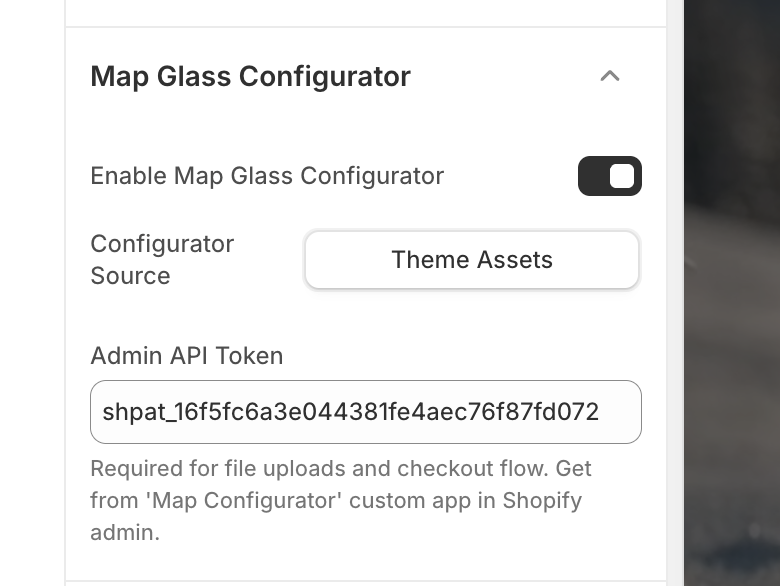 Map Glass Configurator
Enable Map Glass Configurator
Configurator
Source
Theme Assets
Admin API Token
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
Required for file uploads and checkout flow. Get
from 'Map Configurator' custom app in Shopify
admin.